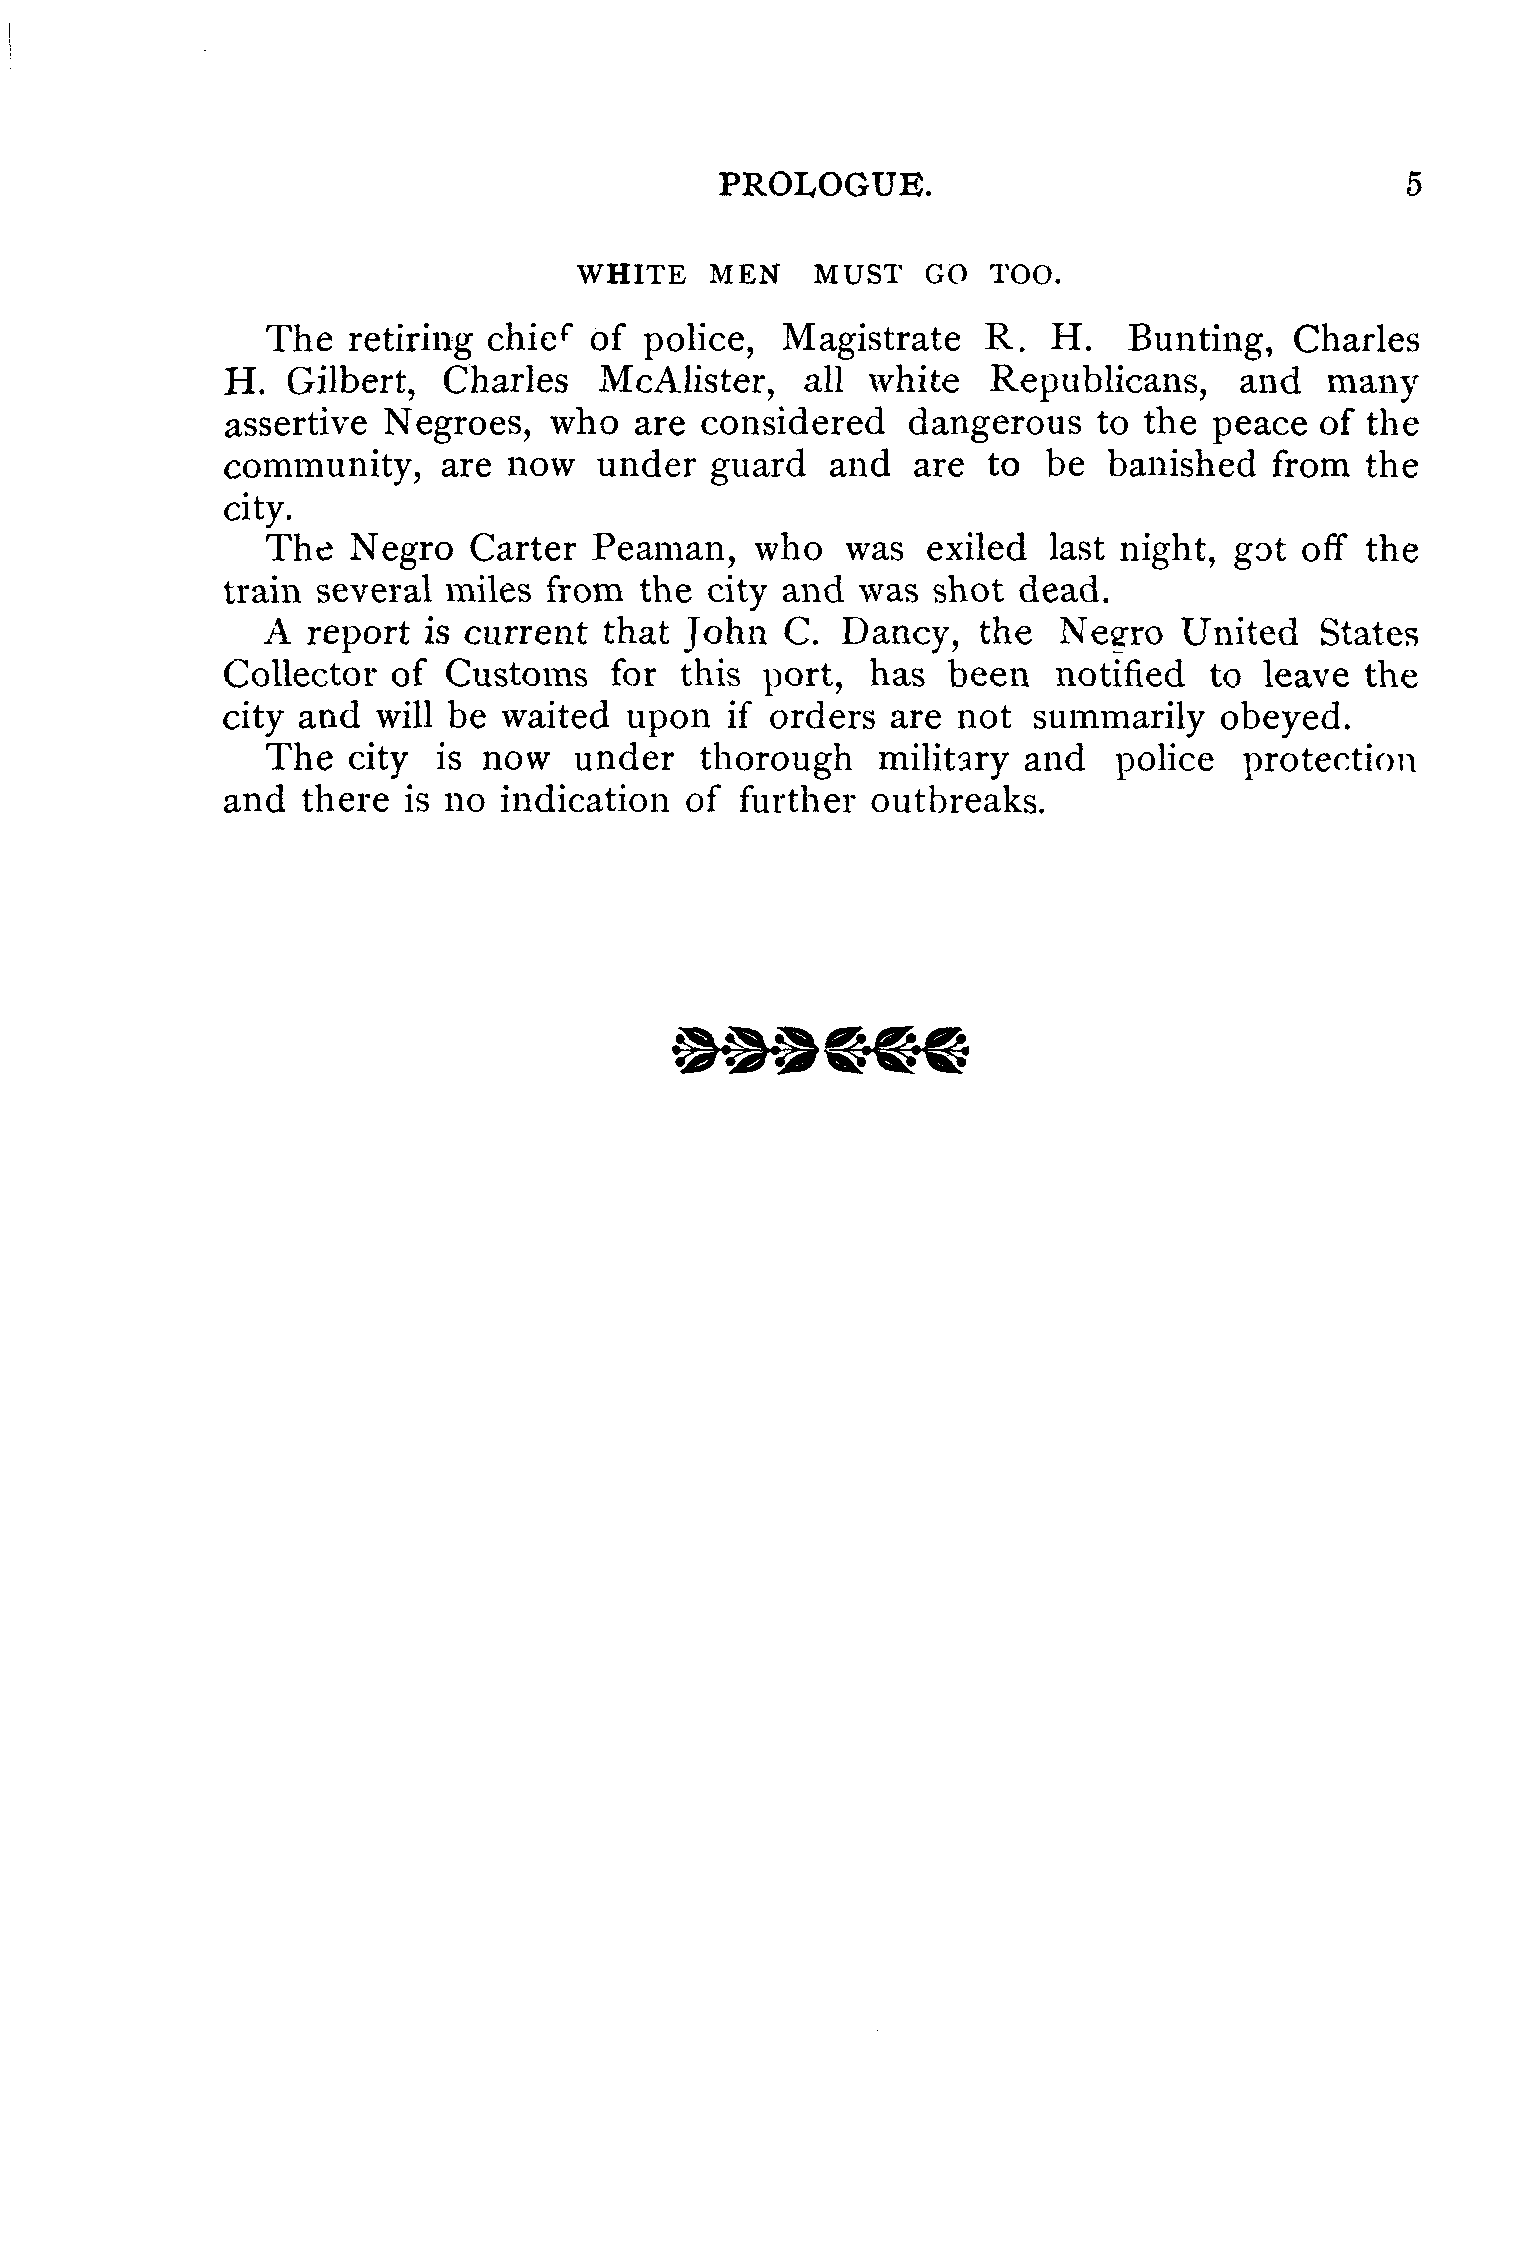 PROLOGUE. 5
WHITE MEN MUST GO TOO.
The retiring chief of police, Magistrate R. H. Bunting, Charles
H. Gilbert, Charles McAlister, all white Republicans, and many
assertive Negroes, who are considered dangerous to the peace of the
community, are now under guard and are to be banished from the
city.
The Negro Carter Peaman, who was exiled last night, got off the
train several miles from the city and was shot dead.
A report is current that John C. Dancy, the Negro United States
Collector of Customs for this port, has been notified to leave the
city and will be waited upon if orders are not summarily obeyed.
The city is now under thorough military and police protection
and there is no indication of further outbreaks.